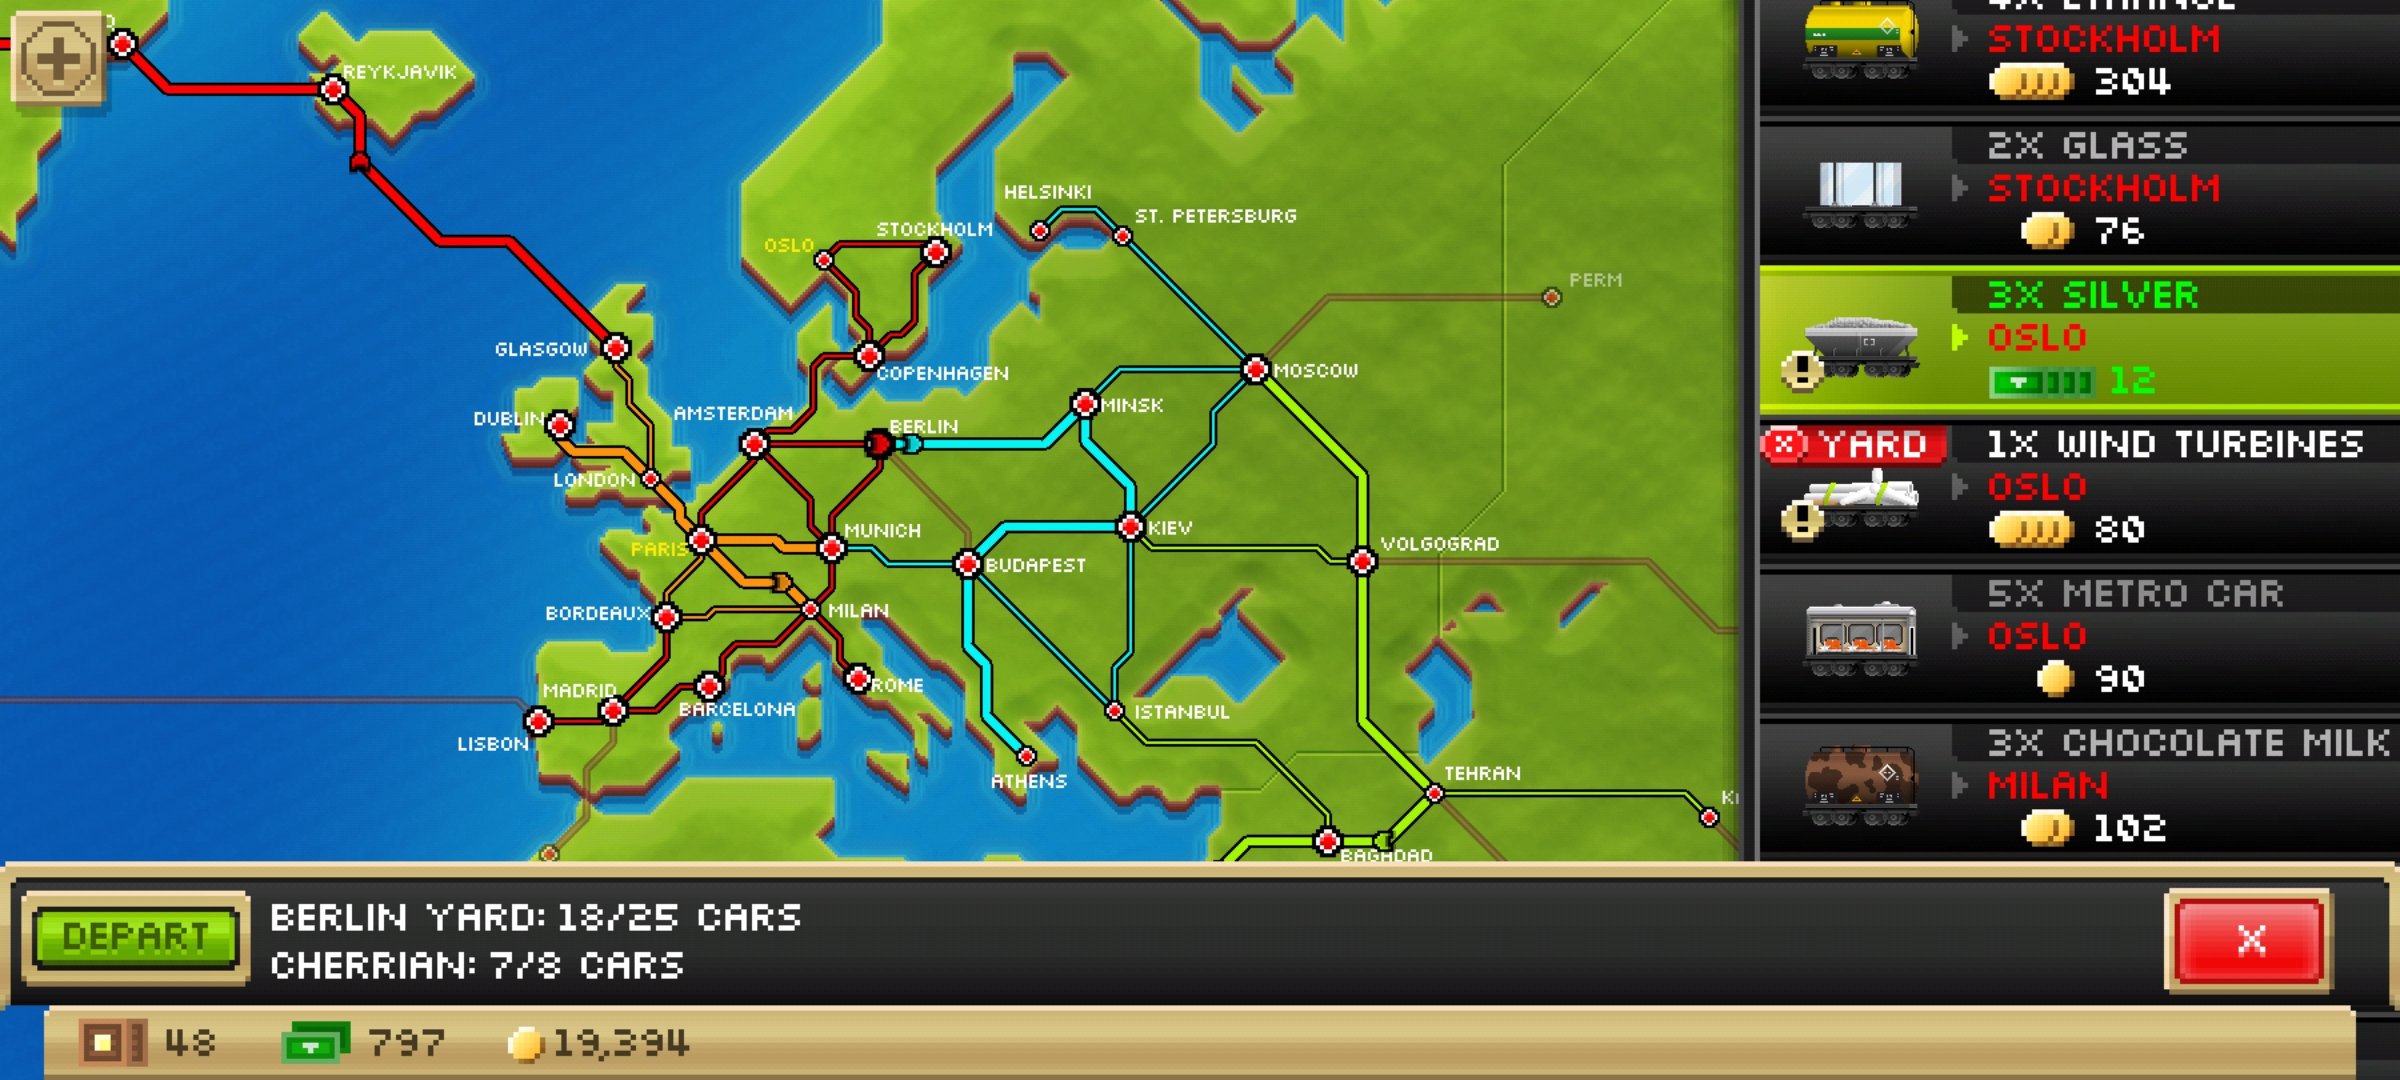 REYKJAVIK
HELSINKI
ST. PETERSBURG
STOCKHOLM
OSLO
PERM
GLASGOW
COPENHAGEN
MOSCOW
MINSK
DUBLIN
AMSTERDAM
BERLIN
LONDON
MUNICH
KIEV
VOLGOGRAD
PARIS
BUDAPEST
BORDEAUX
MILAN
MADRID
ROME
BARCELONA
ISTANBUL
LISBON
ATHENS
TEHRAN
BAGHDAD
4X ETHANOL
STOCKHOLM
304
2X GLASS
STOCKHOLM
76
3X SILVER
OSLO
12
YARD
1X WIND TURBINES
OSLO
80
5X METRO CAR
OSLO
90
3X CHOCOLATE MILK
MILAN
102
DEPART
BERLIN YARD: 18/25 CARS
CHERRIAN: 7/8 CARS
X
48
797
19,394